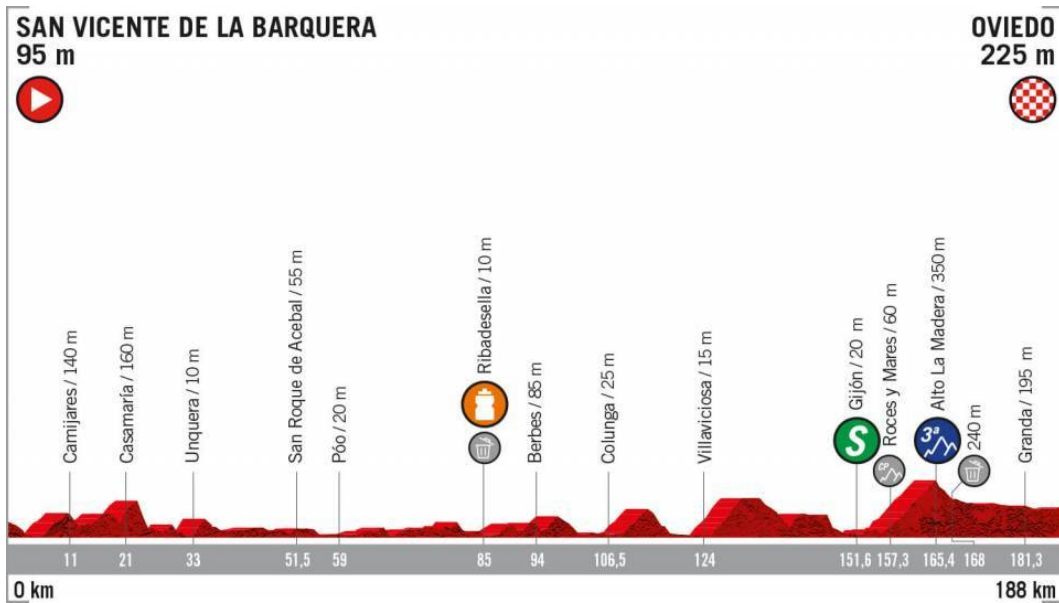 SAN VICENTE DE LA BARQUERA
95 m
OVIEDO
225 m
Camijares / 140 m
Casamaría / 160 m
Unquera / 10 m
San Roque de Acebal / 55 m
Póo / 20 m
Ribadesella / 10 m
Berbes / 85 m
Colunga / 25 m
Villaviciosa / 15 m
Gijón / 20 m
S
Roces y Mares / 60 m
CP
Alto La Madera / 350 m
3ª
240 m
Granda / 195 m
11
21
33
51,5
59
85
94
106,5
124
151,6
157,3
165,4
168
181,3
0 km
188 km